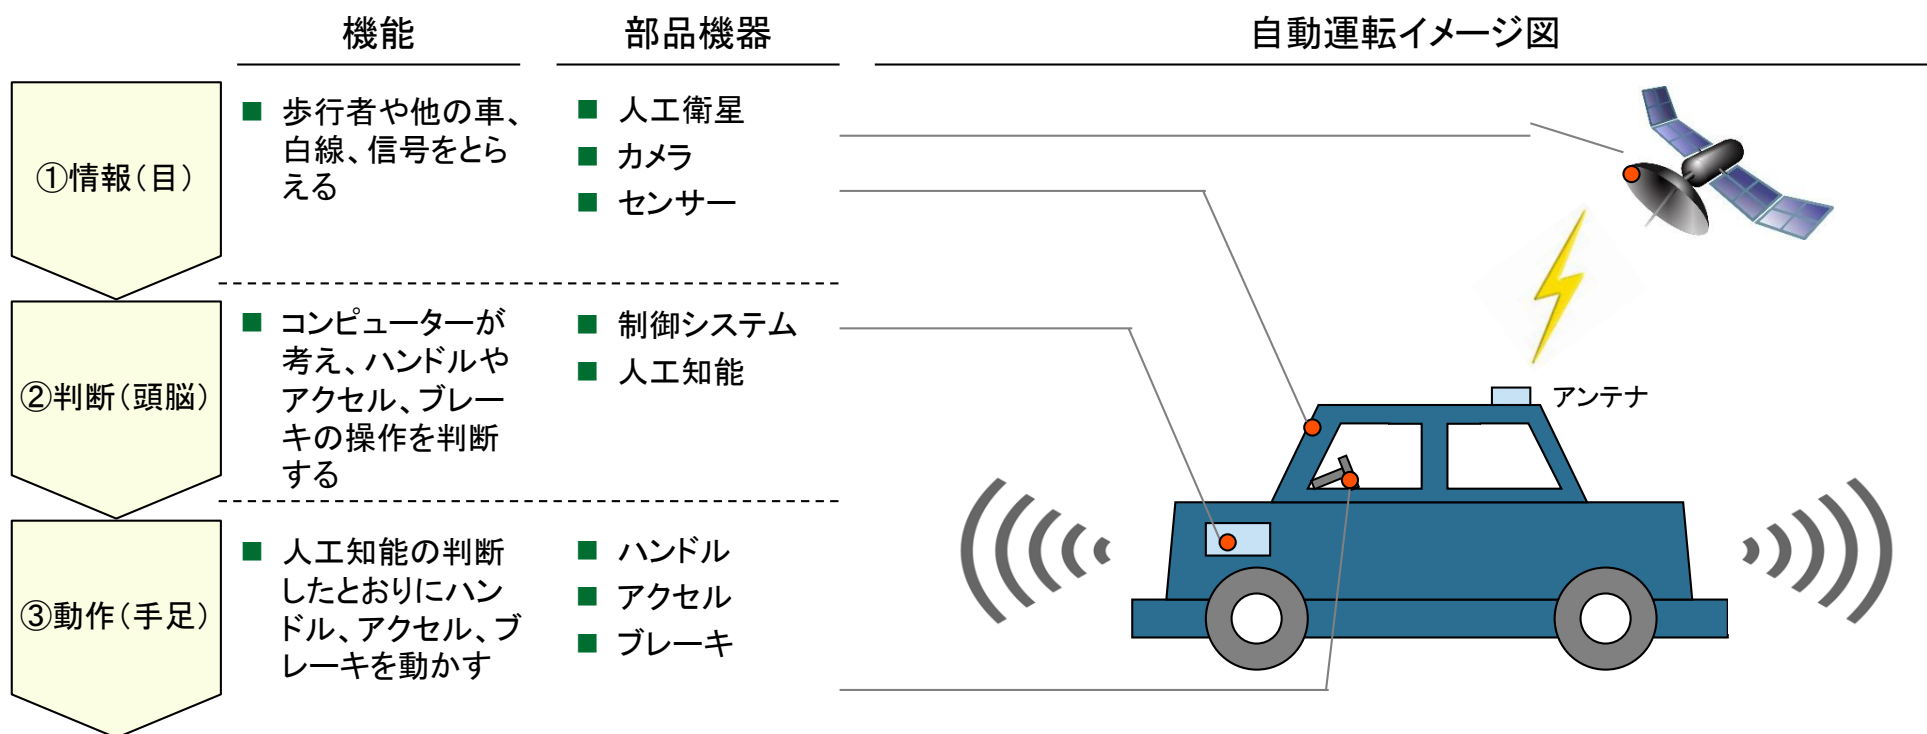 機能
部品機器
自動運転イメージ図
①情報(目)
■ 歩行者や他の車、
白線、信号をとら
える
■ 人工衛星
■ カメラ
■ センサー
②判断(頭脳)
■ コンピューターが
考え、ハンドルや
アクセル、ブレー
キの操作を判断
する
■ 制御システム
■ 人工知能
③動作(手足)
■ 人工知能の判断
したとおりにハン
ドル、アクセル、ブ
レーキを動かす
■ ハンドル
■ アクセル
■ ブレーキ
アンテナ